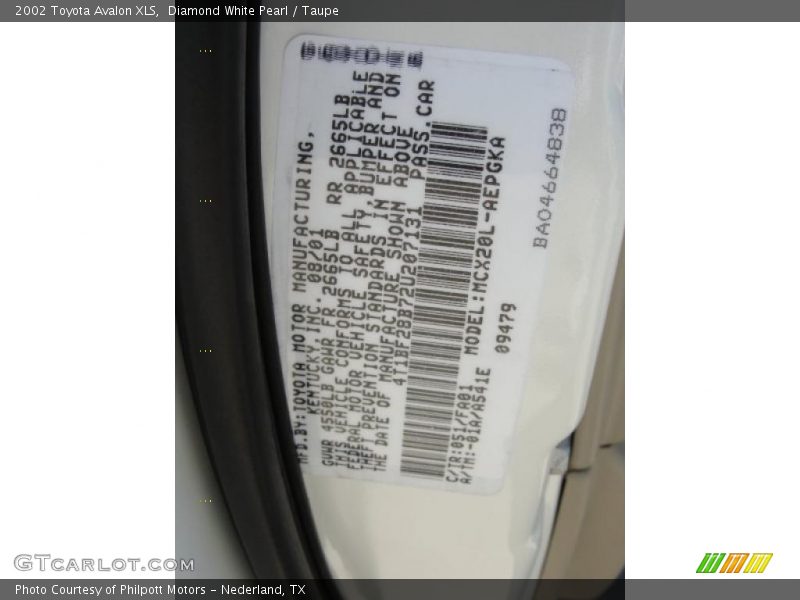 2002 Toyota Avalon XLS,  Diamond White Pearl / Taupe
MFD.BY:TOYOTA MOTOR MANUFACTURING,
KENTUCKY, INC. 08/01
GVWR 4550LB GAWR FR 2665LB RR 2665LB
THIS VEHICLE CONFORMS TO ALL APPLICABLE
FEDERAL MOTOR VEHICLE SAFETY, BUMPER AND
THEFT PREVENTION STANDARDS IN EFFECT ON
THE DATE OF MANUFACTURE SHOWN ABOVE
4T1BF28B72U207131 PASS.CAR
C/TR:051/FA01 MODEL:MCX20L-AEPGKA
A/TM:-01A/A541E 09479
BA04664838
GTcarlot.com
Photo Courtesy of Philpott Motors - Nederland, TX